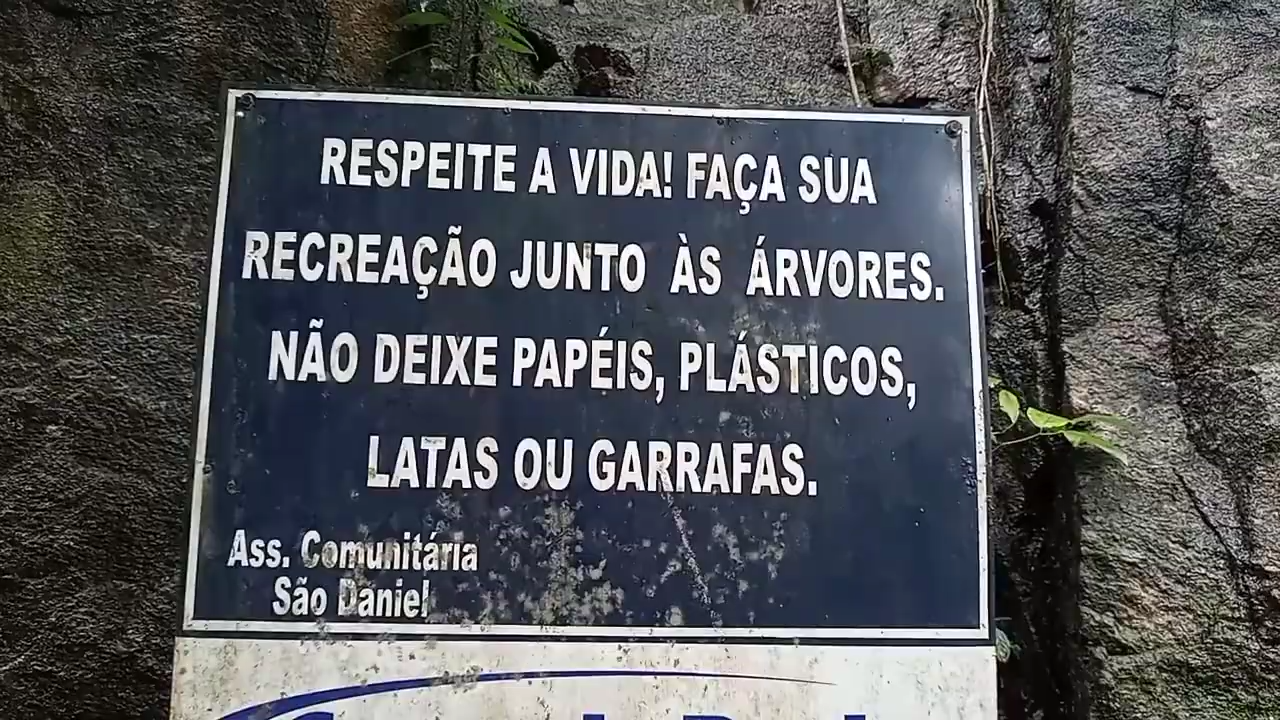 RESPEITE A VIDA! FAÇA SUA
RECREAÇÃO JUNTO ÀS ÁRVORES.
NÃO DEIXE PAPÉIS, PLÁSTICOS,
LATAS OU GARRAFAS.
Ass. Comunitária
São Daniel